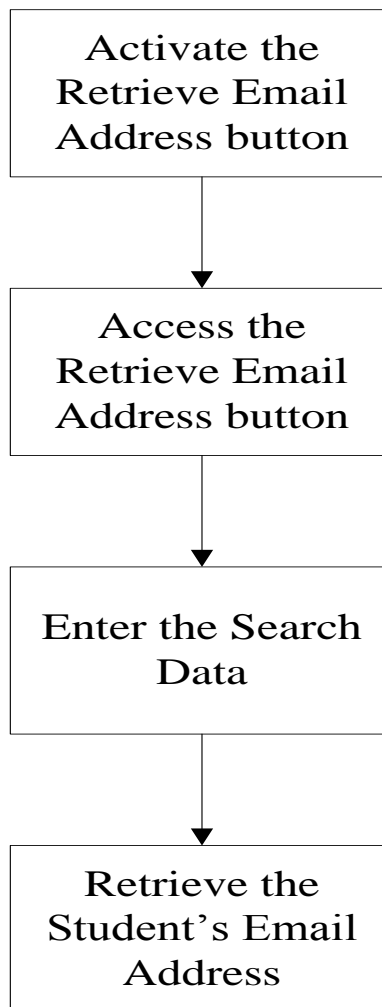 Activate the
Retrieve Email
Address button
Access the
Retrieve Email
Address button
Enter the Search
Data
Retrieve the
Student’s Email
Address